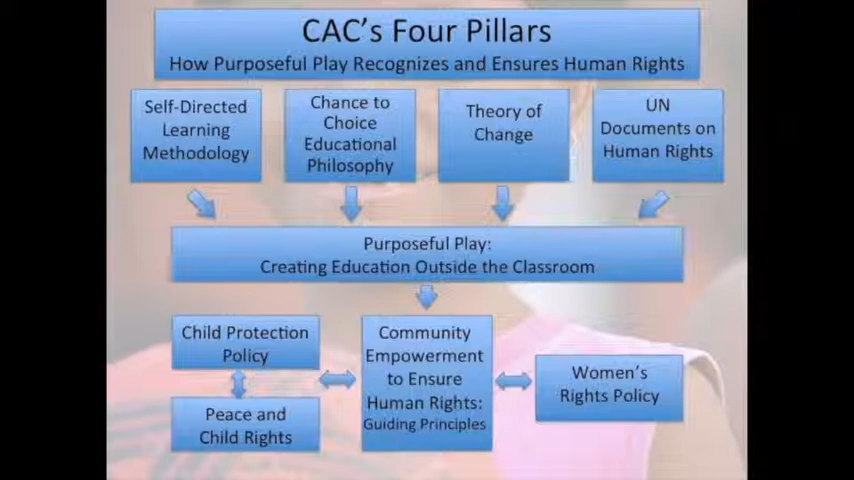 CAC's Four Pillars
How Purposeful Play Recognizes and Ensures Human Rights
Self-Directed
Learning
Methodology
Chance to
Choice
Educational
Philosophy
Theory of
Change
UN
Documents on
Human Rights
Purposeful Play:
Creating Education Outside the Classroom
Child Protection
Policy
Peace and
Child Rights
Community
Empowerment
to Ensure
Human Rights:
Guiding Principles
Women's
Rights Policy